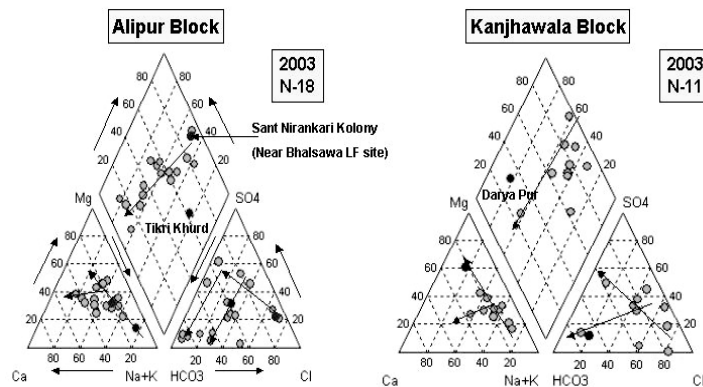 Alipur Block
2003
N-18
80
80
60
60
40
40
20
20
Sant Nirankari Kolony
(Near Bhalsawa LF site)
Mg
SO4
Tikri Khurd
80
80
60
60
40
40
20
20
Ca
80
60
40
20
Na+K
HCO3
20
40
60
80
Cl
Kanjhawala Block
2003
N-11
80
80
60
60
40
40
20
20
Mg
SO4
Darya Pur
80
80
60
60
40
40
20
20
Ca
80
60
40
20
Na+K
HCO3
20
40
60
80
Cl